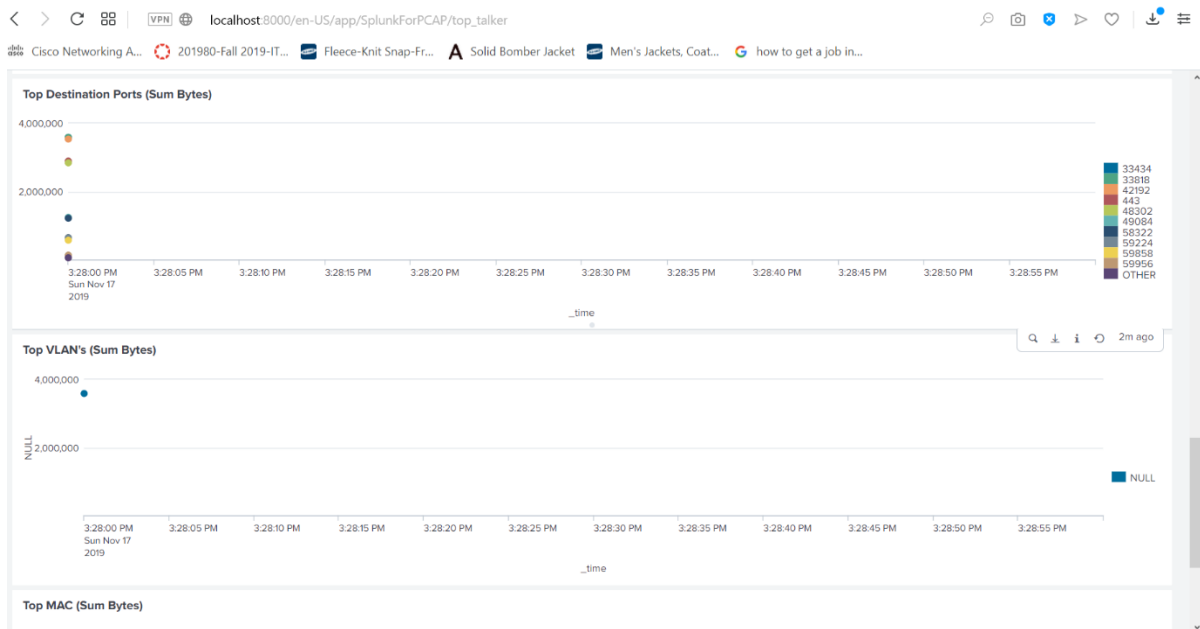 VPN localhost:8000/en-US/app/SplunkForPCAP/top_talker
cisco Cisco Networking A... 201980-Fall 2019-IT... Fleece-Knit Snap-Fr... Solid Bomber Jacket Men's Jackets, Coat... how to get a job in...
Top Destination Ports (Sum Bytes)
4,000,000
2,000,000
33434
33818
42192
443
48302
49084
58322
59224
59858
59956
OTHER
3:28:00 PM 3:28:05 PM 3:28:10 PM 3:28:15 PM 3:28:20 PM 3:28:25 PM 3:28:30 PM 3:28:35 PM 3:28:40 PM 3:28:45 PM 3:28:50 PM 3:28:55 PM
Sun Nov 17
2019
_time
2m ago
Top VLAN's (Sum Bytes)
4,000,000
2,000,000
NULL
NULL
3:28:00 PM 3:28:05 PM 3:28:10 PM 3:28:15 PM 3:28:20 PM 3:28:25 PM 3:28:30 PM 3:28:35 PM 3:28:40 PM 3:28:45 PM 3:28:50 PM 3:28:55 PM
Sun Nov 17
2019
_time
Top MAC (Sum Bytes)